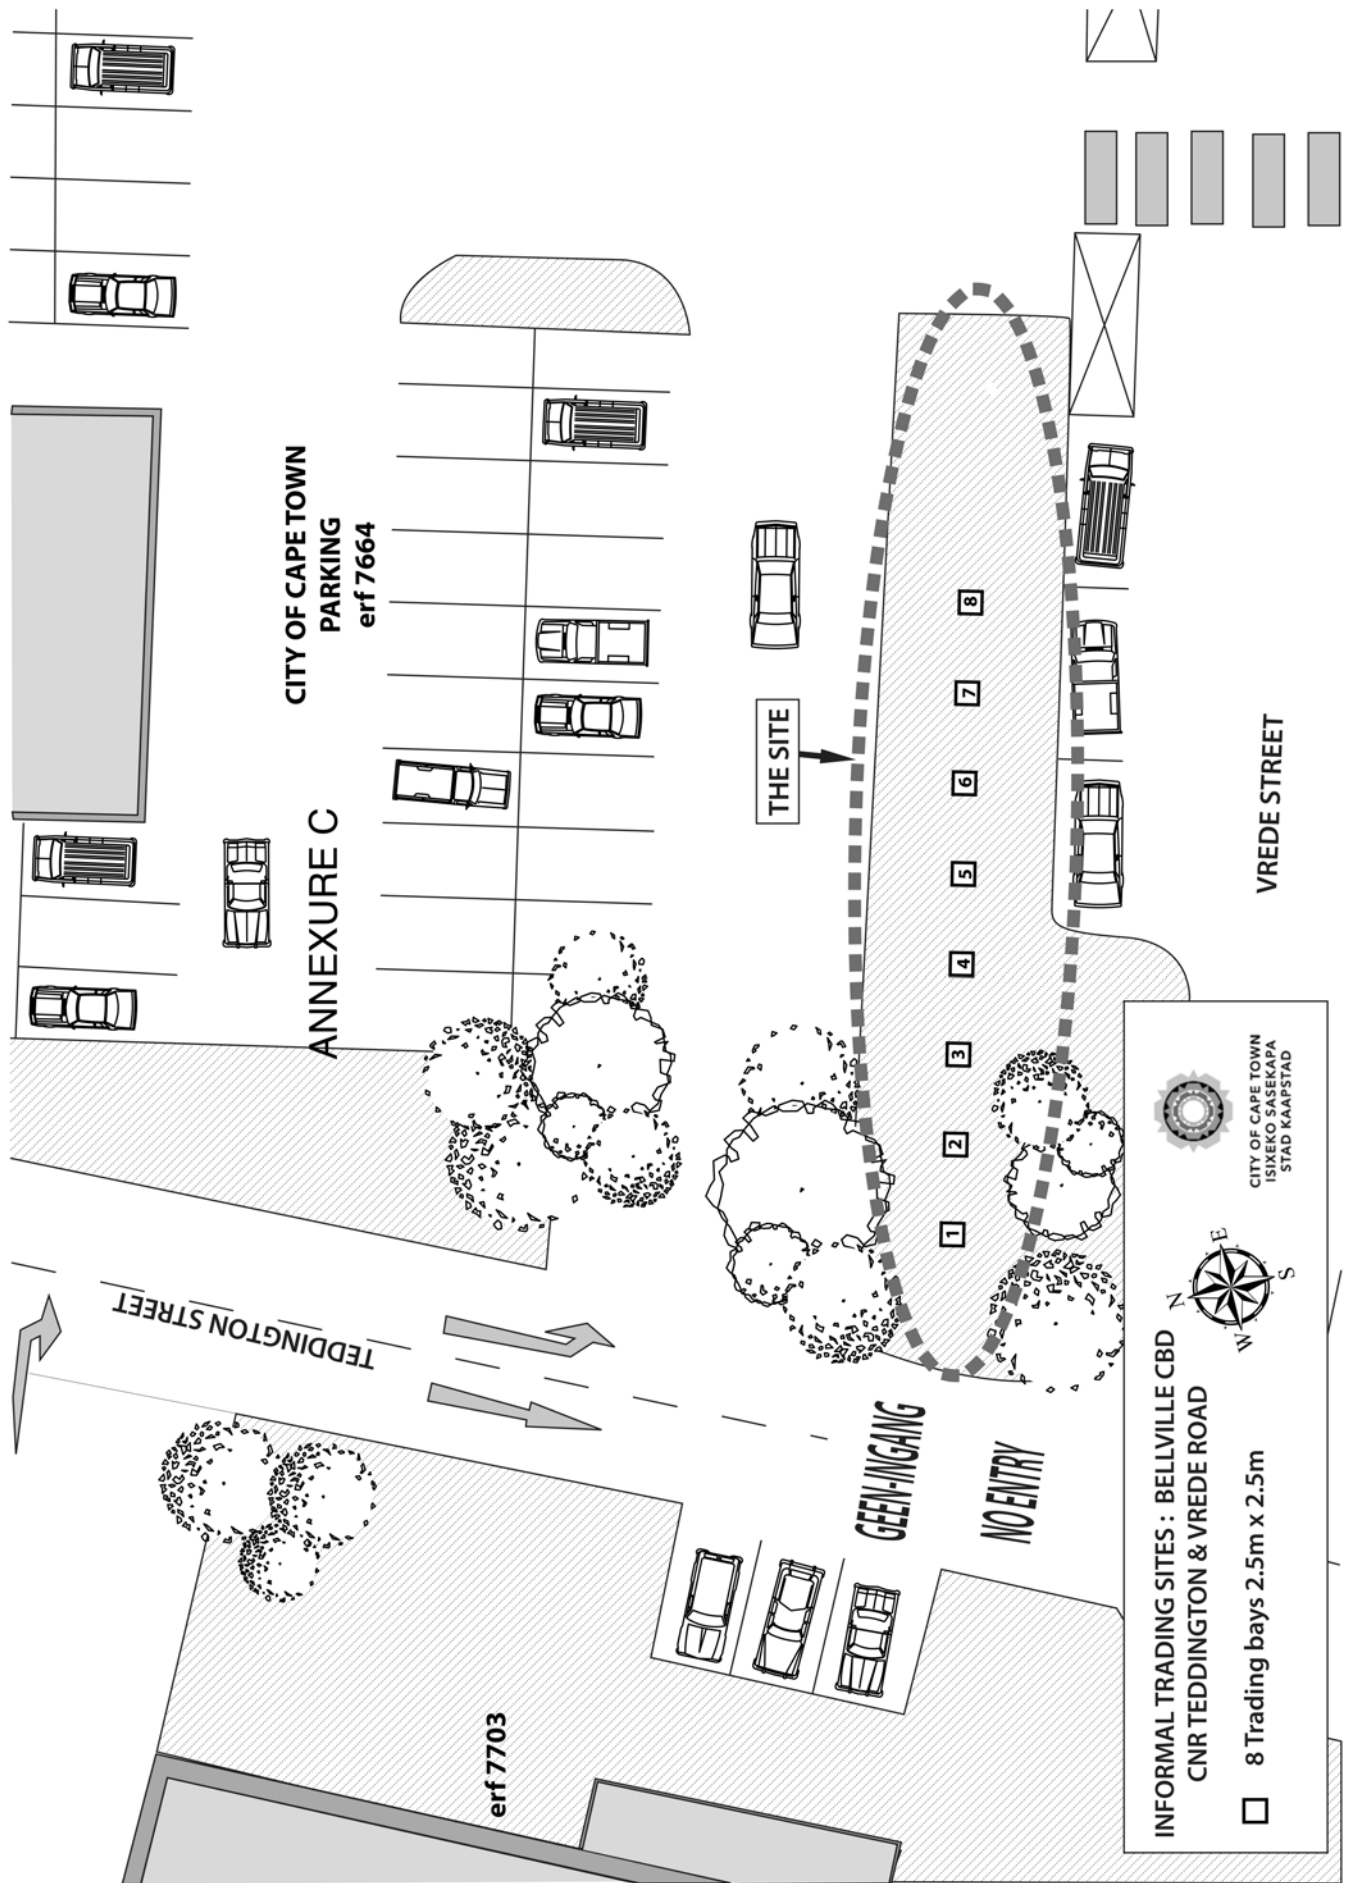 ANNEXURE C
CITY OF CAPE TOWN
PARKING
erf 7664
TEDDINGTON STREET
THE SITE
1
2
3
4
5
6
7
8
GEEN-INGANG
NO ENTRY
VREDE STREET
erf 7703
INFORMAL TRADING SITES : BELLVILLE CBD
CNR TEDDINGTON & VREDE ROAD
8 Trading bays 2.5m x 2.5m
N
E
S
W
CITY OF CAPE TOWN
ISIXEKO SASEKAPA
STAD KAAPSTAD